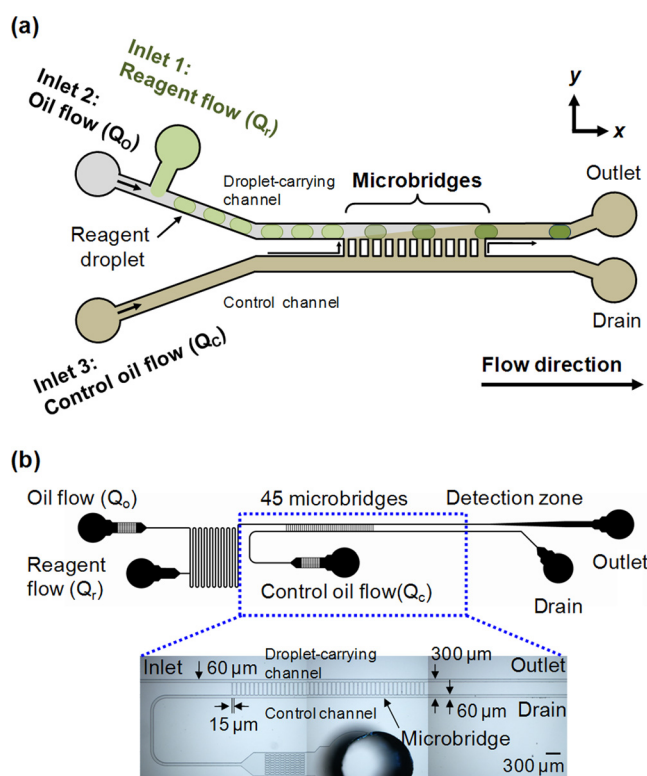 (a)
Inlet 1:
Reagent flow (Qr)
Inlet 2:
Oil flow (QO)
y
x
Droplet-carrying
channel
Microbridges
Outlet
Reagent
droplet
Control channel
Drain
Inlet 3:
Control oil flow (QC)
Flow direction
(b)
Oil flow (Qo)
45 microbridges
Detection zone
Reagent
flow (Qr)
Control oil flow(Qc)
Outlet
Drain
Inlet
60 µm
Droplet-carrying
channel
300 µm
Outlet
15 µm
Control channel
60 µm
Drain
Microbridge
300 µm